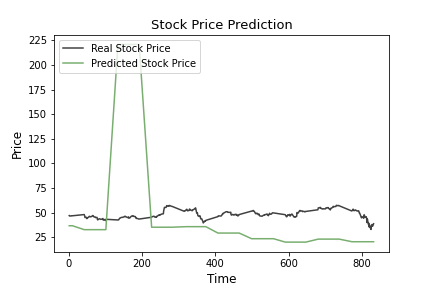 Stock Price Prediction
Real Stock Price
Predicted Stock Price
225
200
175
150
125
100
75
50
25
Price
0 200 400 600 800
Time